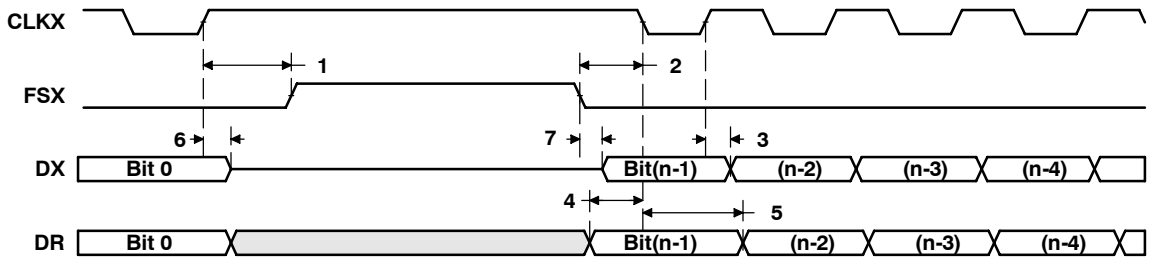 CLKX
1 2
FSX
6 7 3
DX Bit 0 Bit(n-1) (n-2) (n-3) (n-4)
4 5
DR Bit 0 Bit(n-1) (n-2) (n-3) (n-4)